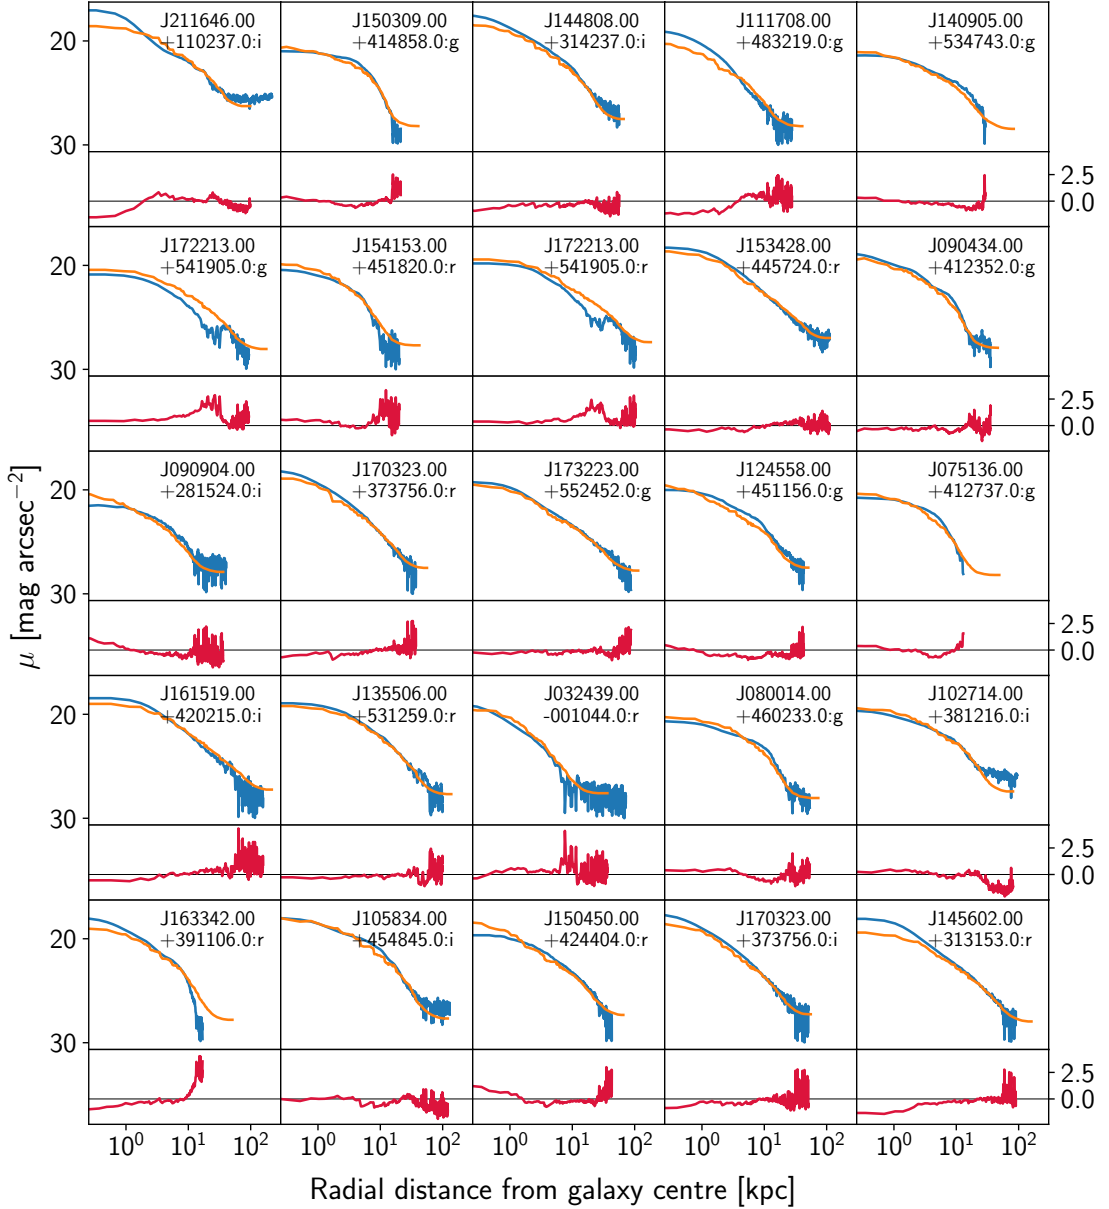 J211646.00
+110237.0:i
J150309.00
+414858.0:g
J144808.00
+314237.0:i
J111708.00
+483219.0:g
J140905.00
+534743.0:g
20
30
2.5
0.0
J172213.00
+541905.0:g
J154153.00
+451820.0:r
J172213.00
+541905.0:r
J153428.00
+445724.0:r
J090434.00
+412352.0:g
20
30
2.5
0.0
J090904.00
+281524.0:i
J170323.00
+373756.0:r
J173223.00
+552452.0:g
J124558.00
+451156.0:g
J075136.00
+412737.0:g
20
30
2.5
0.0
J161519.00
+420215.0:i
J135506.00
+531259.0:r
J032439.00
-001044.0:r
J080014.00
+460233.0:g
J102714.00
+381216.0:i
20
30
2.5
0.0
J163342.00
+391106.0:r
J105834.00
+454845.0:i
J150450.00
+424404.0:r
J170323.00
+373756.0:i
J145602.00
+313153.0:r
20
30
2.5
0.0
μ [mag arcsec⁻²]
10⁰ 10¹ 10² 10⁰ 10¹ 10² 10⁰ 10¹ 10² 10⁰ 10¹ 10² 10⁰ 10¹ 10²
Radial distance from galaxy centre [kpc]